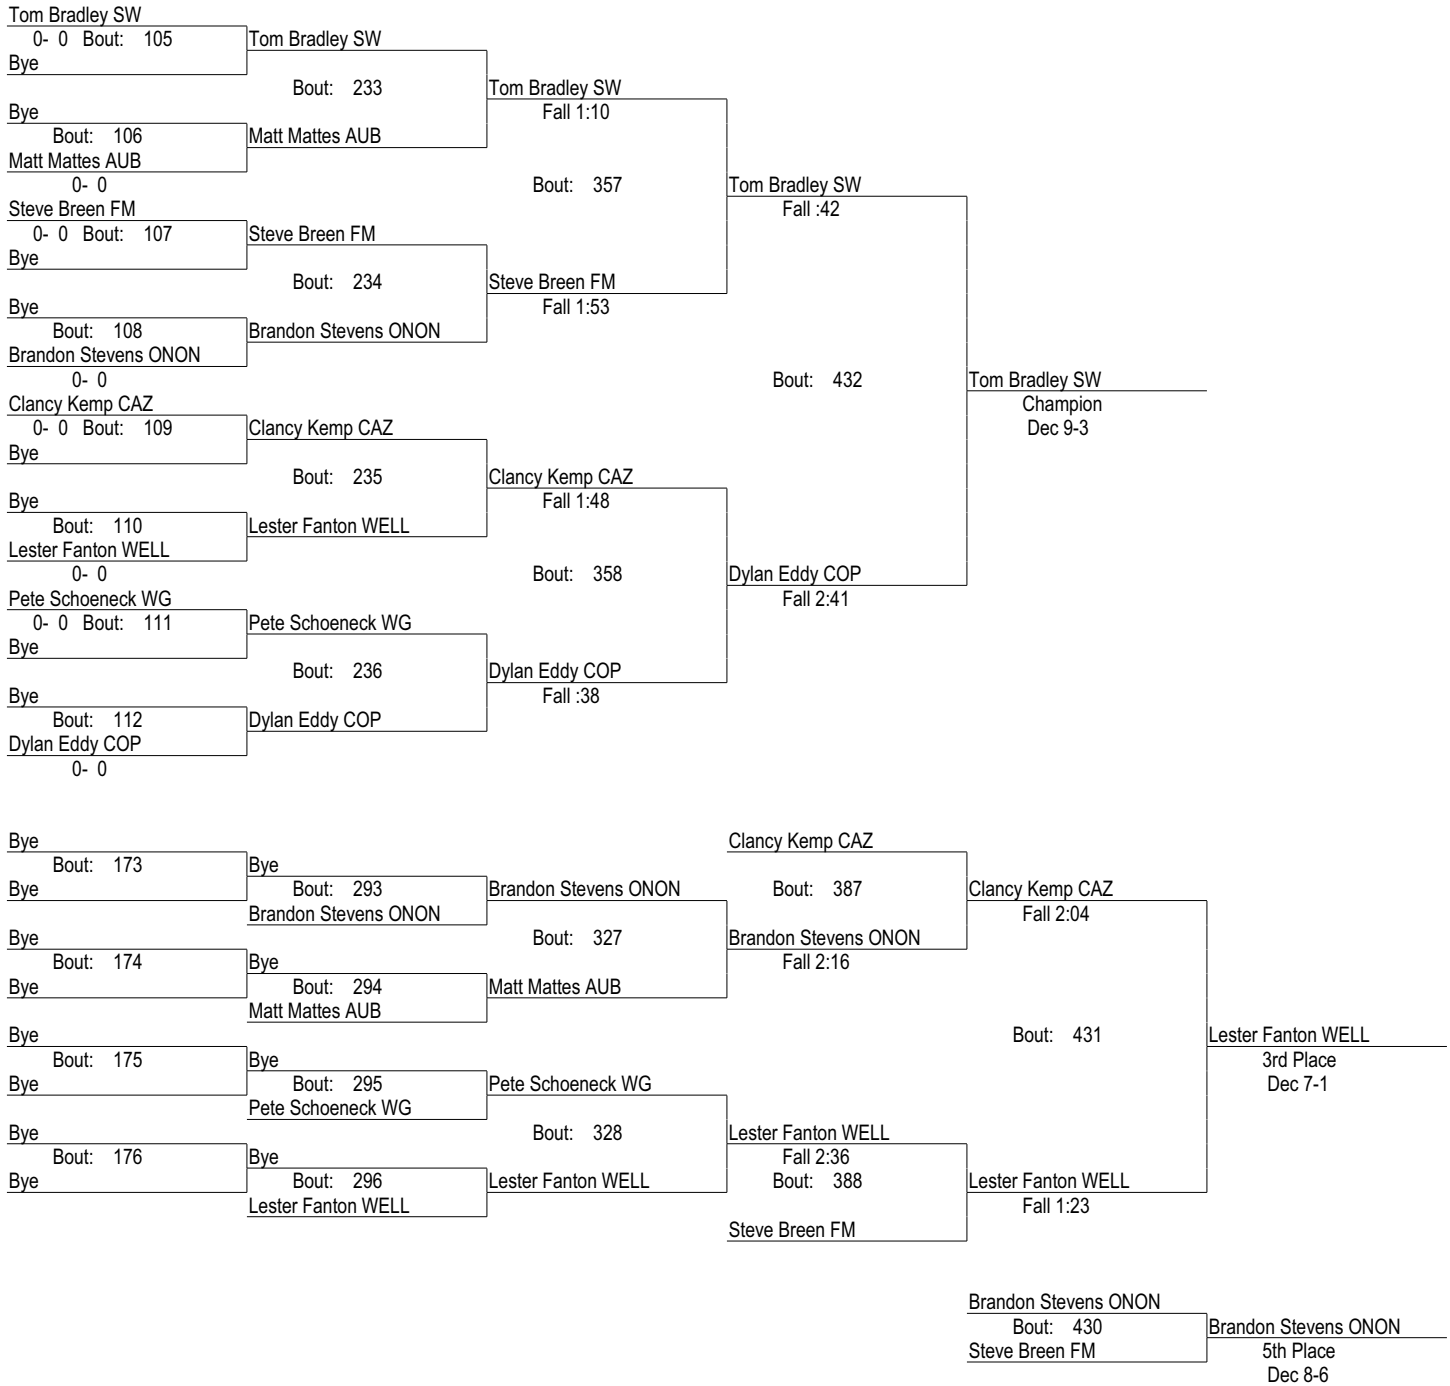 Tom Bradley SW
0- 0 Bout: 105 Tom Bradley SW
Bye
Bout: 233 Tom Bradley SW
Bye Fall 1:10
Bout: 106 Matt Mattes AUB
Matt Mattes AUB
0- 0 Bout: 357 Tom Bradley SW
Steve Breen FM Fall :42
0- 0 Bout: 107 Steve Breen FM
Bye
Bout: 234 Steve Breen FM
Bye Fall 1:53
Bout: 108 Brandon Stevens ONON
Brandon Stevens ONON
0- 0 Bout: 432 Tom Bradley SW
Clancy Kemp CAZ Champion
0- 0 Bout: 109 Clancy Kemp CAZ Dec 9-3
Bye
Bout: 235 Clancy Kemp CAZ
Bye Fall 1:48
Bout: 110 Lester Fanton WELL
Lester Fanton WELL
0- 0 Bout: 358 Dylan Eddy COP
Pete Schoeneck WG Fall 2:41
0- 0 Bout: 111 Pete Schoeneck WG
Bye
Bout: 236 Dylan Eddy COP
Bye Fall :38
Bout: 112 Dylan Eddy COP
Dylan Eddy COP
0- 0
Bye Clancy Kemp CAZ
Bout: 173 Bye
Bye Bout: 293 Brandon Stevens ONON Bout: 387 Clancy Kemp CAZ
Brandon Stevens ONON Fall 2:04
Bye Bout: 327 Brandon Stevens ONON
Bout: 174 Bye Fall 2:16
Bye Bout: 294 Matt Mattes AUB
Matt Mattes AUB
Bye Bout: 431 Lester Fanton WELL
Bout: 175 Bye 3rd Place
Bye Bout: 295 Pete Schoeneck WG Dec 7-1
Pete Schoeneck WG
Bye Bout: 328 Lester Fanton WELL
Bout: 176 Bye Fall 2:36
Bye Bout: 296 Lester Fanton WELL Bout: 388 Lester Fanton WELL
Lester Fanton WELL Fall 1:23
Steve Breen FM
Brandon Stevens ONON
Bout: 430 Brandon Stevens ONON
Steve Breen FM 5th Place
Dec 8-6